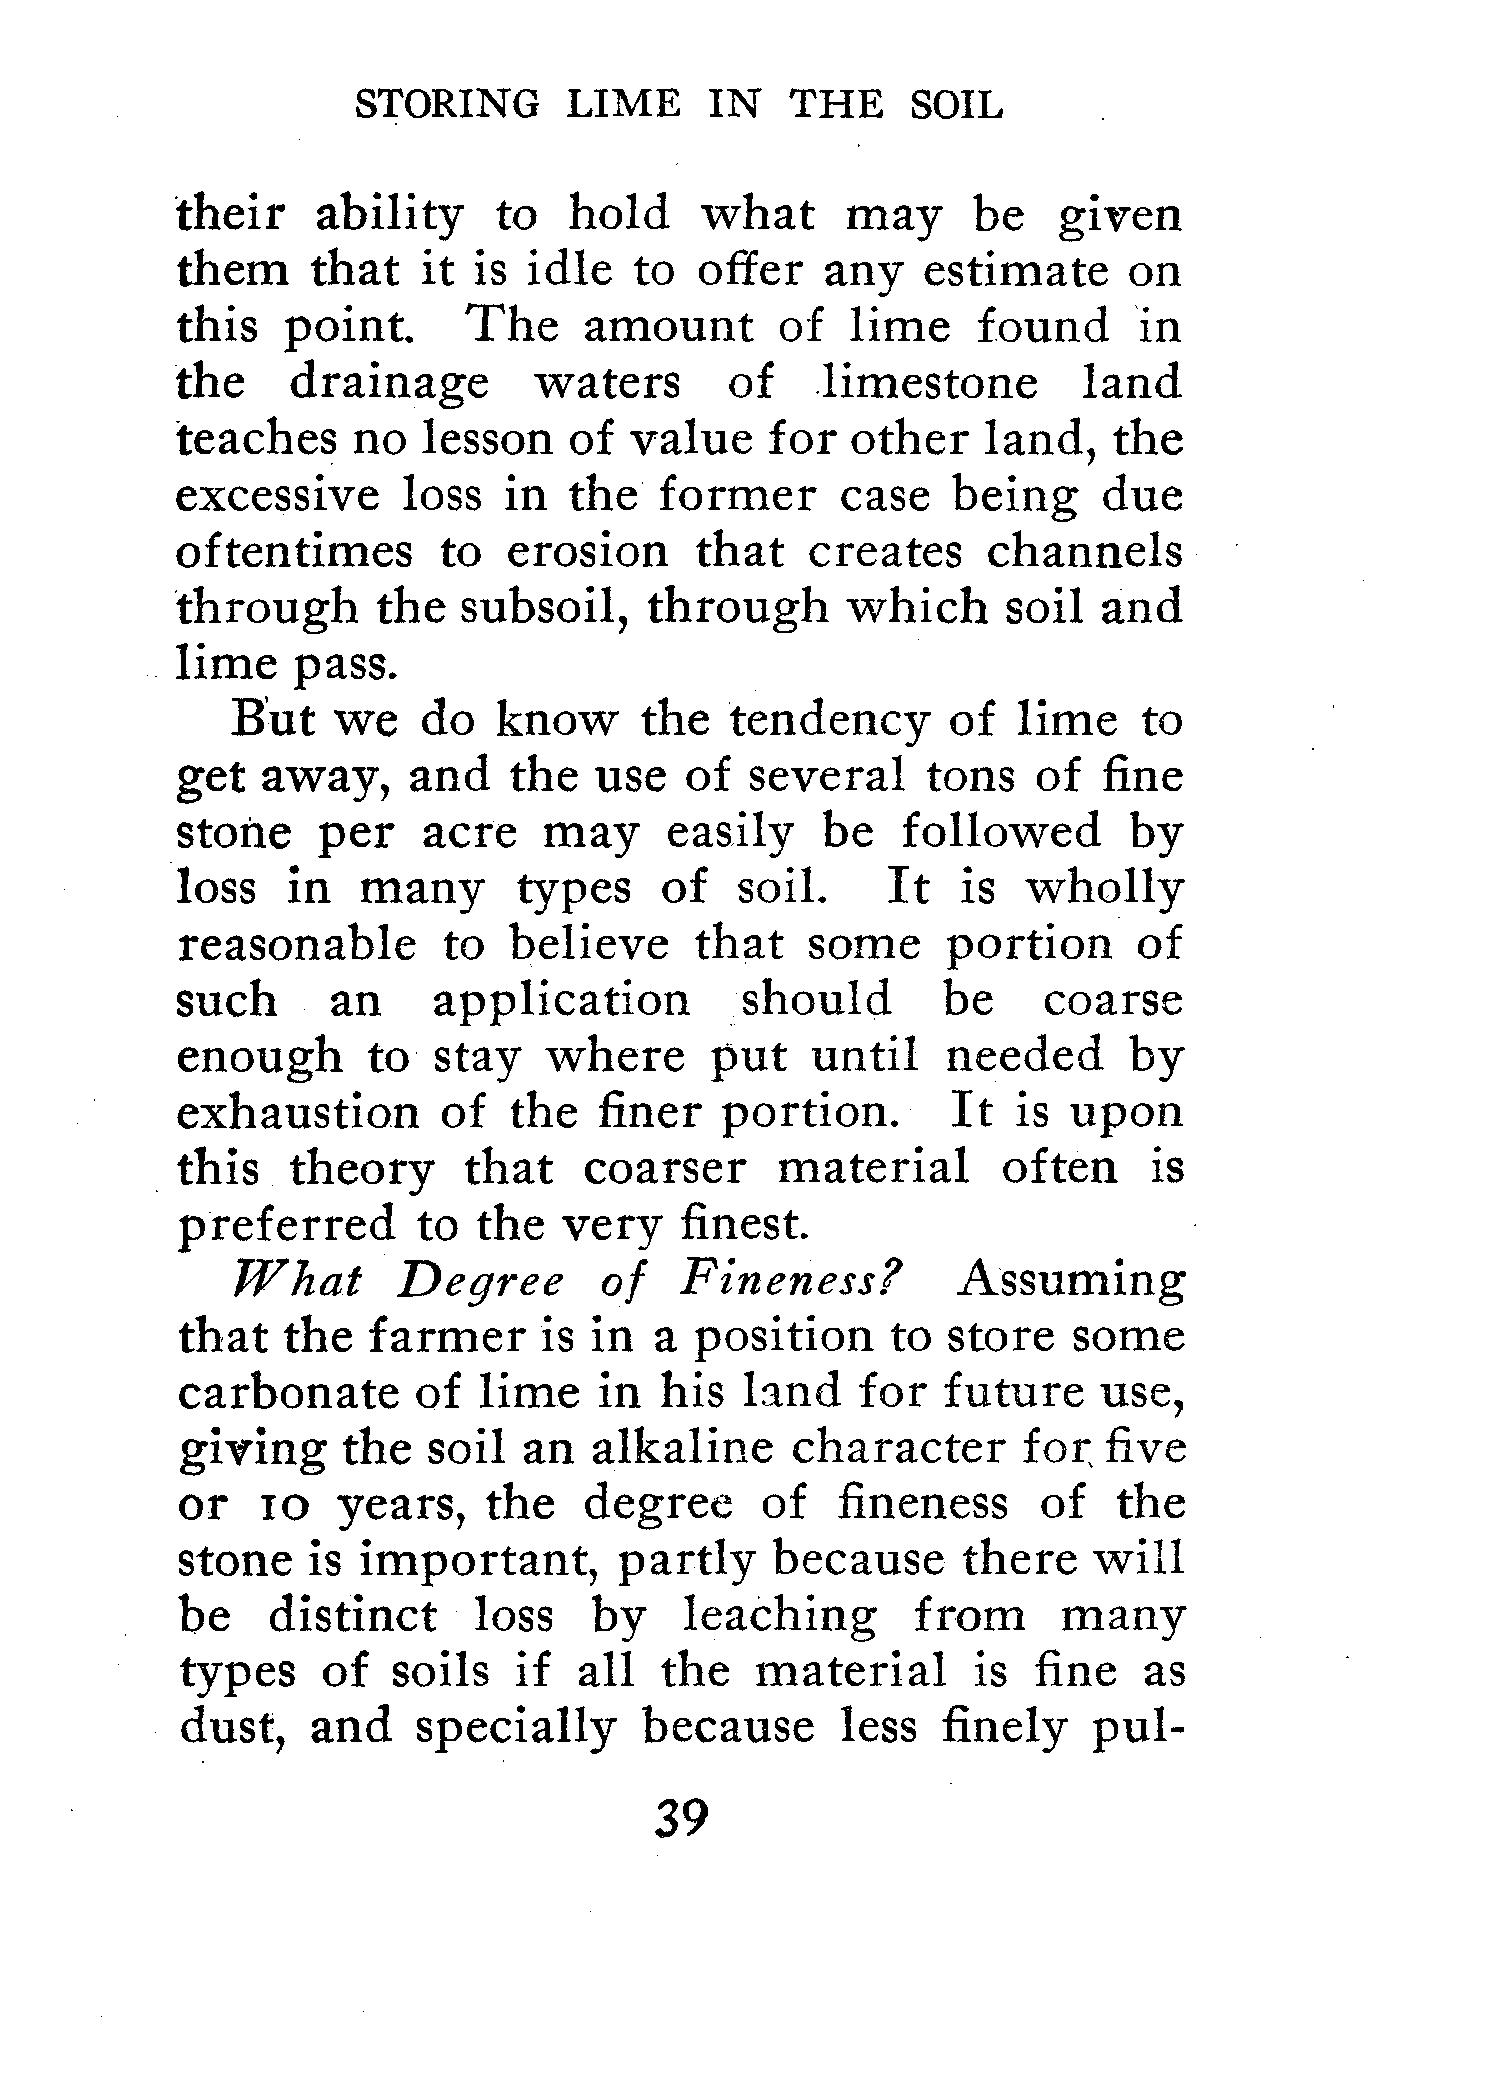 STORING LIME IN THE SOIL
their ability to hold what may be given
them that it is idle to offer any estimate on
this point. The amount of lime found in
the drainage waters of limestone land
teaches no lesson of value for other land, the
excessive loss in the former case being due
oftentimes to erosion that creates channels
through the subsoil, through which soil and
lime pass.
But we do know the tendency of lime to
get away, and the use of several tons of fine
stone per acre may easily be followed by
loss in many types of soil. It is wholly
reasonable to believe that some portion of
such an application should be coarse
enough to stay where put until needed by
exhaustion of the finer portion. It is upon
this theory that coarser material often is
preferred to the very finest.
What Degree of Fineness? Assuming
that the farmer is in a position to store some
carbonate of lime in his land for future use,
giving the soil an alkaline character for five
or 10 years, the degree of fineness of the
stone is important, partly because there will
be distinct loss by leaching from many
types of soils if all the material is fine as
dust, and specially because less finely pul-
39